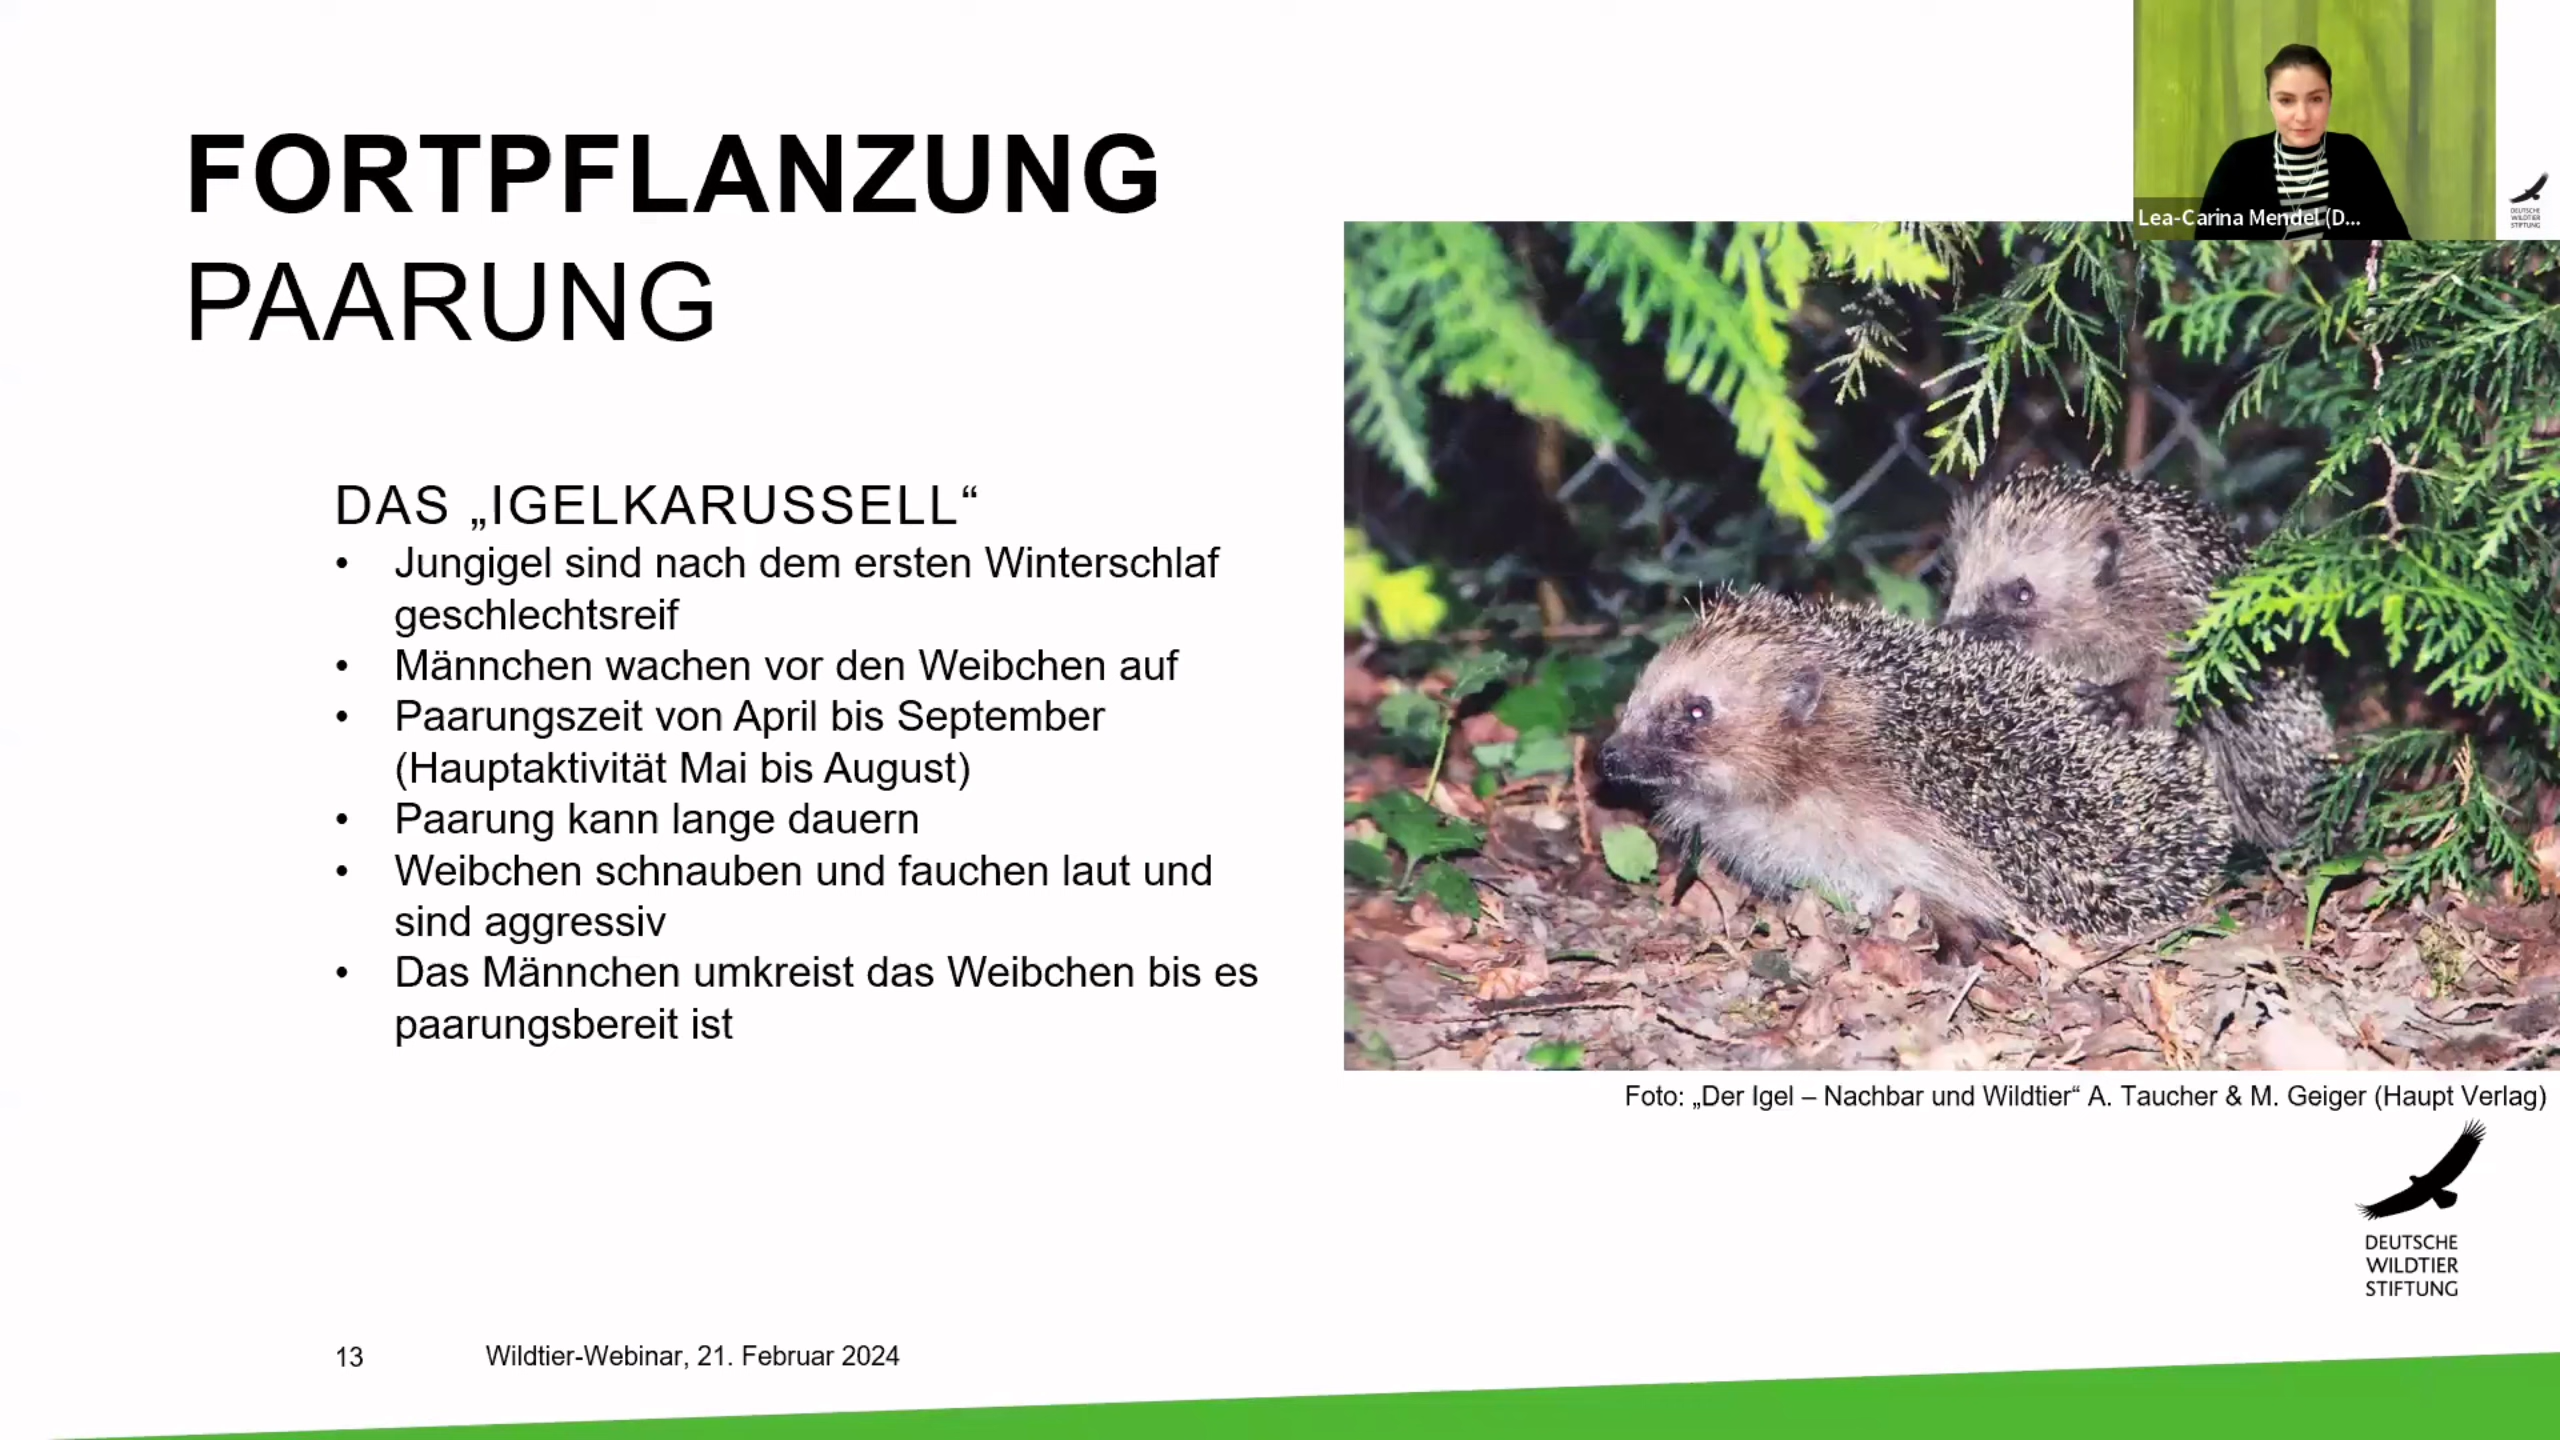 FORTPFLANZUNG
PAARUNG
Lea-Carina Mendel (D...
DEUTSCHE
WILDTIER
STIFTUNG
DAS „IGELKARUSSELL“
• Jungigel sind nach dem ersten Winterschlaf
geschlechtsreif
• Männchen wachen vor den Weibchen auf
• Paarungszeit von April bis September
(Hauptaktivität Mai bis August)
• Paarung kann lange dauern
• Weibchen schnauben und fauchen laut und
sind aggressiv
• Das Männchen umkreist das Weibchen bis es
paarungsbereit ist
Foto: „Der Igel – Nachbar und Wildtier“ A. Taucher & M. Geiger (Haupt Verlag)
DEUTSCHE
WILDTIER
STIFTUNG
13 Wildtier-Webinar, 21. Februar 2024